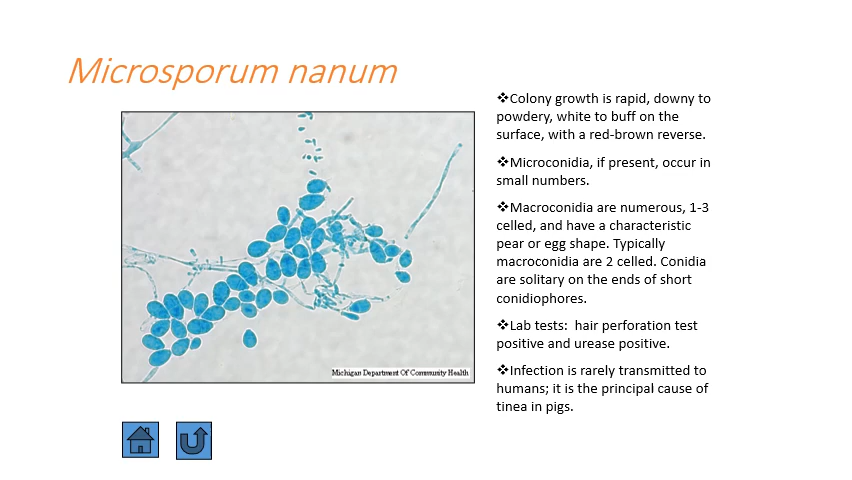 Microsporum nanum
❖Colony growth is rapid, downy to
powdery, white to buff on the
surface, with a red-brown reverse.
❖Microconidia, if present, occur in
small numbers.
❖Macroconidia are numerous, 1-3
celled, and have a characteristic
pear or egg shape. Typically
macroconidia are 2 celled. Conidia
are solitary on the ends of short
conidiophores.
❖Lab tests:  hair perforation test
positive and urease positive.
❖Infection is rarely transmitted to
humans; it is the principal cause of
tinea in pigs.
Michigan Department Of Community Health